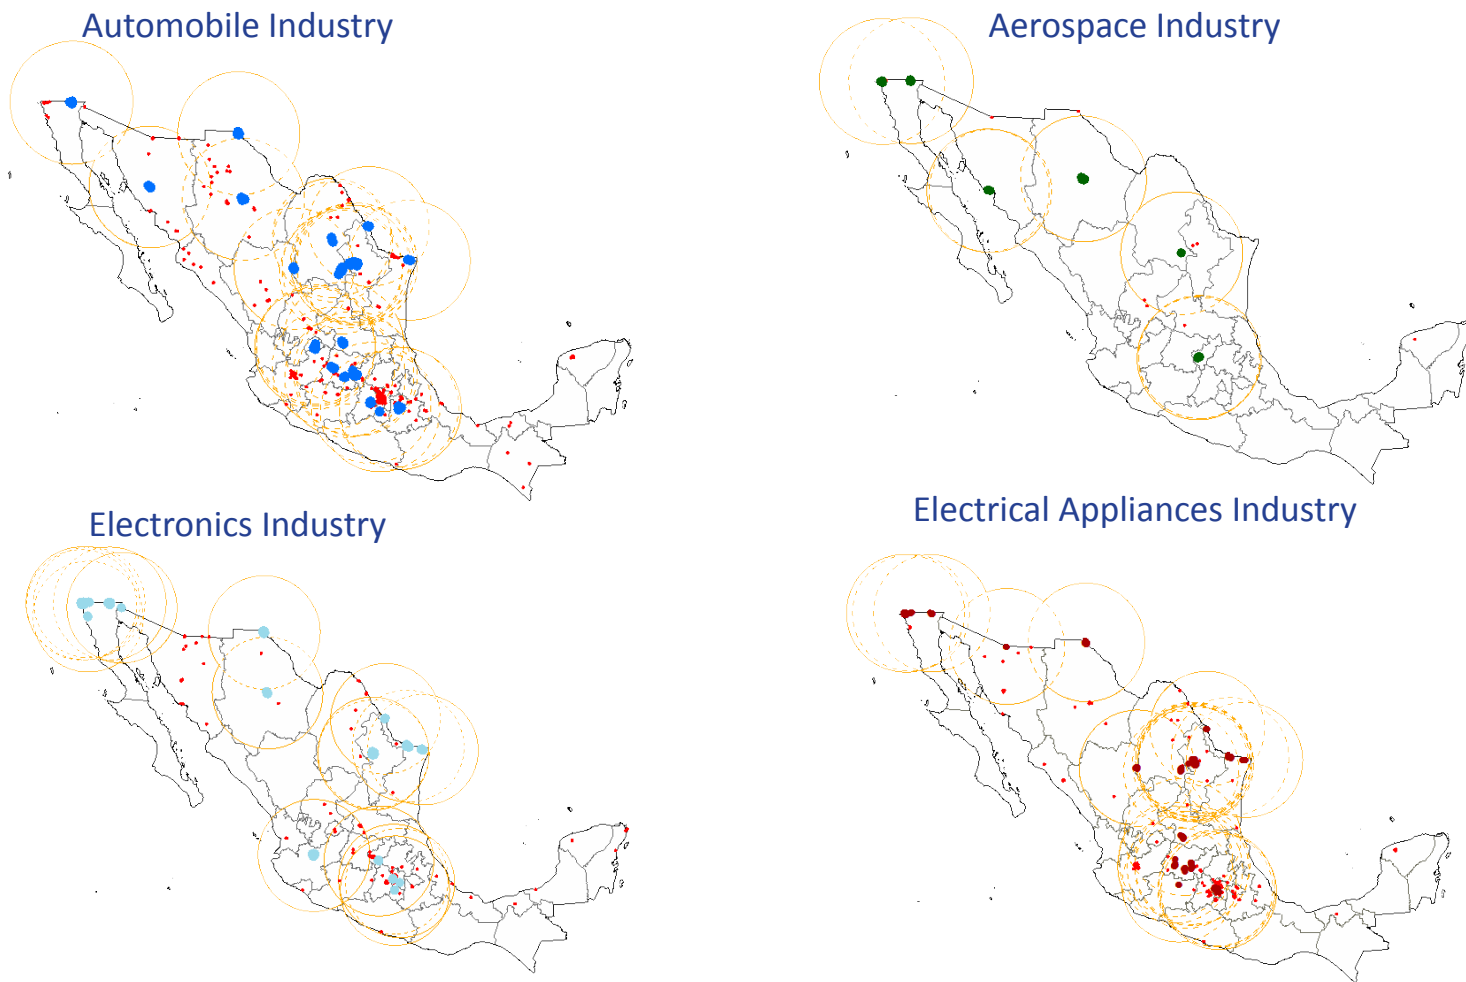 Automobile Industry
Aerospace Industry
Electronics Industry
Electrical Appliances Industry